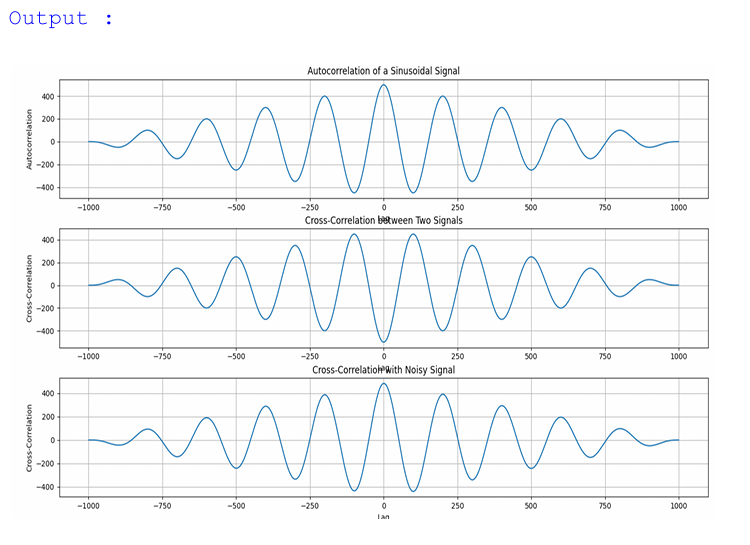 Output :
Autocorrelation of a Sinusoidal Signal
Autocorrelation
400
200
0
−200
−400
−1000 −750 −500 −250 0 250 500 750 1000
Cross-Correlation between Two Signals
Cross-Correlation
400
200
0
−200
−400
−1000 −750 −500 −250 0 250 500 750 1000
Cross-Correlation with Noisy Signal
Cross-Correlation
400
200
0
−200
−400
−1000 −750 −500 −250 0 250 500 750 1000
Lag